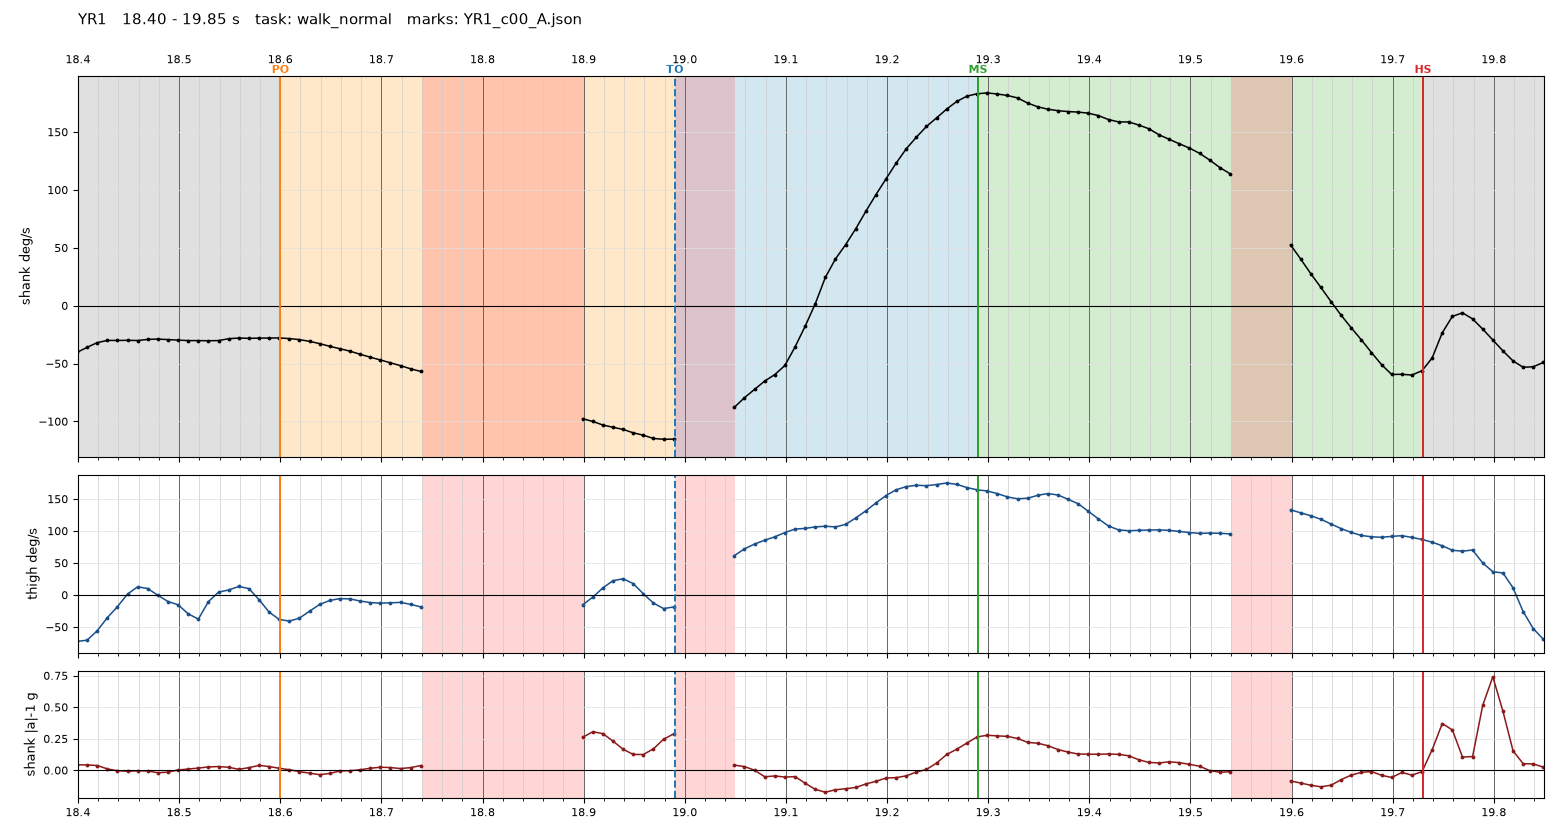 YR1   18.40 - 19.85 s   task: walk_normal   marks: YR1_c00_A.json
18.4 18.5 18.6 18.7 18.8 18.9 19.0 19.1 19.2 19.3 19.4 19.5 19.6 19.7 19.8
PO TO MS HS
shank deg/s
150
100
50
0
−50
−100
thigh deg/s
150
100
50
0
−50
shank |a|-1 g
0.75
0.50
0.25
0.00
18.4 18.5 18.6 18.7 18.8 18.9 19.0 19.1 19.2 19.3 19.4 19.5 19.6 19.7 19.8